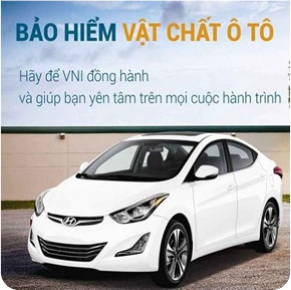 BẢO HIỂM VẬT CHẤT Ô TÔ
Hãy để VNI đồng hành
và giúp bạn yên tâm trên mọi cuộc hành trình